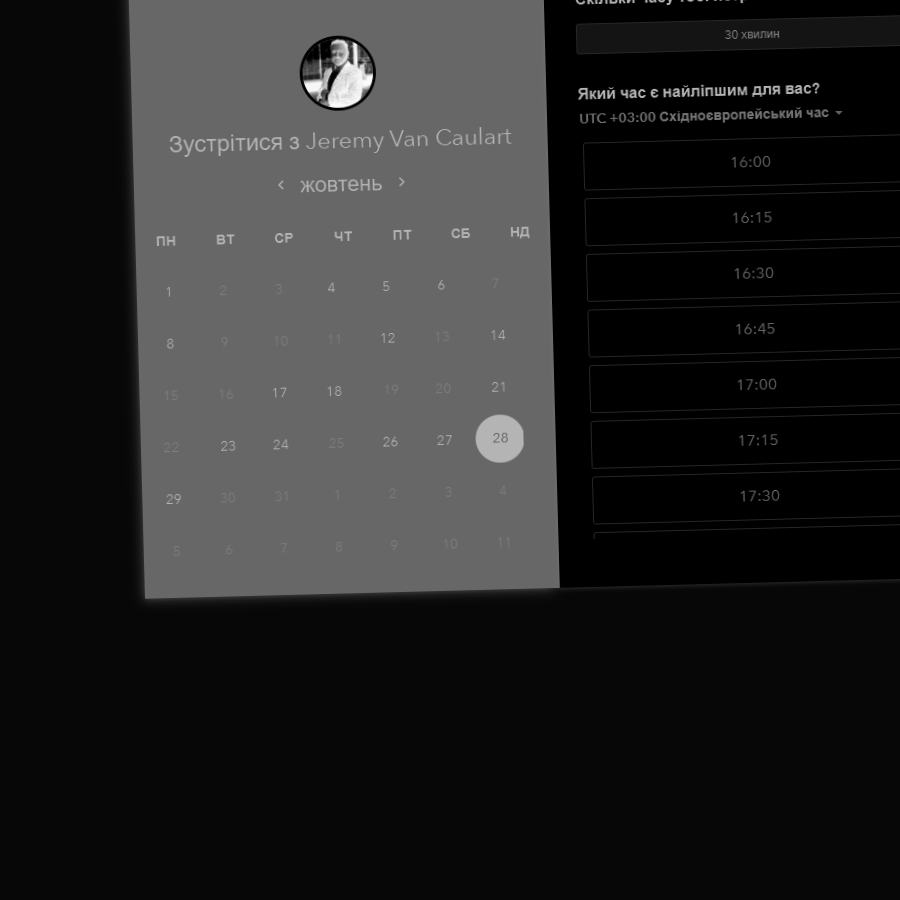 Зустрітися з Jeremy Van Caulart
жовтень
ПН ВТ СР ЧТ ПТ СБ НД
1 2 3 4 5 6 7
8 9 10 11 12 13 14
15 16 17 18 19 20 21
22 23 24 25 26 27 28
29 30 31 1 2 3 4
5 6 7 8 9 10 11
30 хвилин
Який час є найліпшим для вас?
UTC +03:00 Східноєвропейський час
16:00
16:15
16:30
16:45
17:00
17:15
17:30